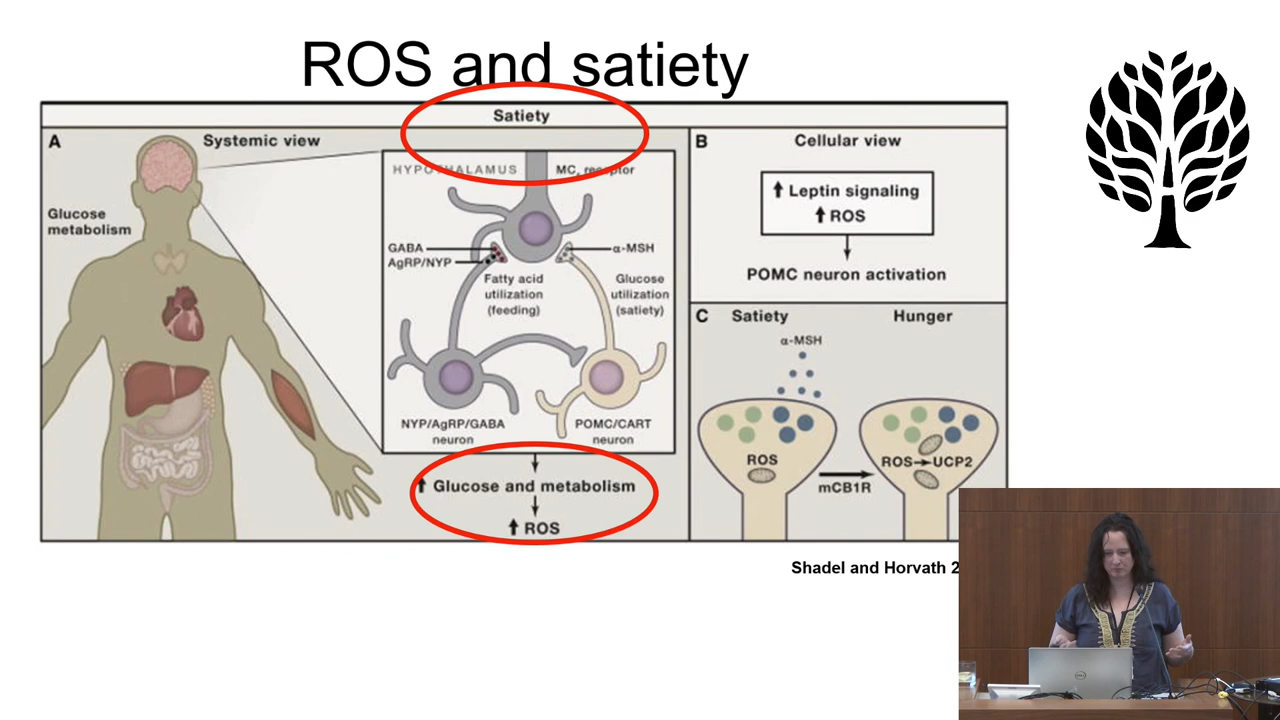 ROS and satiety
Satiety
A
Systemic view
Glucose
metabolism
HYPOTHALAMUS
MC, receptor
GABA
AgRP/NYP
α-MSH
Fatty acid
utilization
(feeding)
Glucose
utilization
(satiety)
NYP/AgRP/GABA
neuron
POMC/CART
neuron
Glucose and metabolism
ROS
B
Cellular view
Leptin signaling
ROS
POMC neuron activation
C
Satiety
Hunger
α-MSH
ROS
mCB1R
ROS→UCP2
Shadel and Horvath 2
DELL